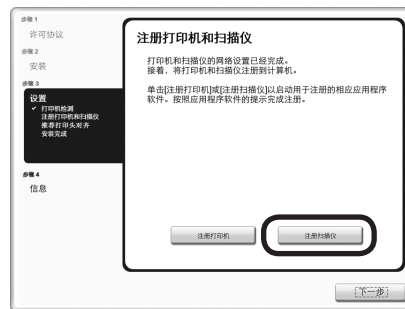 步骤 1
许可协议
步骤 2
安装
步骤 3
设置
✓ 打印机检测
注册打印机和扫描仪
推荐打印头对齐
安装完成
步骤 4
信息
注册打印机和扫描仪
打印机和扫描仪的网络设置已经完成。
接着，将打印机和扫描仪注册到计算机。
单击[注册打印机]或[注册扫描仪]以启动用于注册的相应应用程序
软件。按照应用程序软件的提示完成注册。
注册打印机
注册扫描仪
下一步